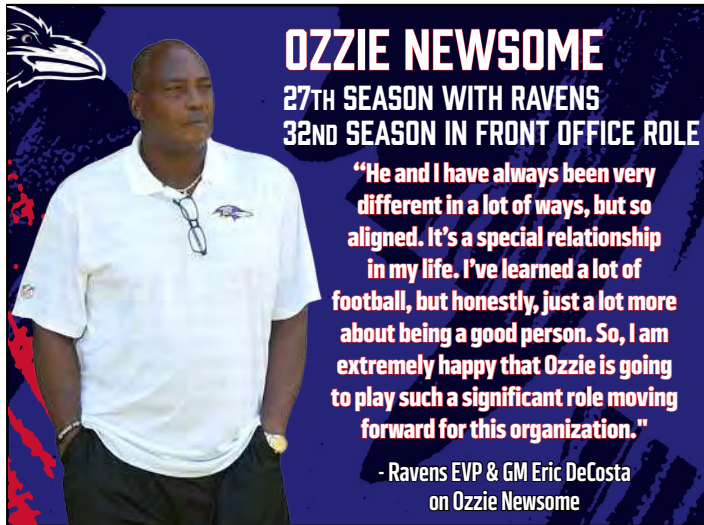 OZZIE NEWSOME
27TH SEASON WITH RAVENS
32ND SEASON IN FRONT OFFICE ROLE
“He and I have always been very
different in a lot of ways, but so
aligned. It’s a special relationship
in my life. I’ve learned a lot of
football, but honestly, just a lot more
about being a good person. So, I am
extremely happy that Ozzie is going
to play such a significant role moving
forward for this organization."
- Ravens EVP & GM Eric DeCosta
on Ozzie Newsome